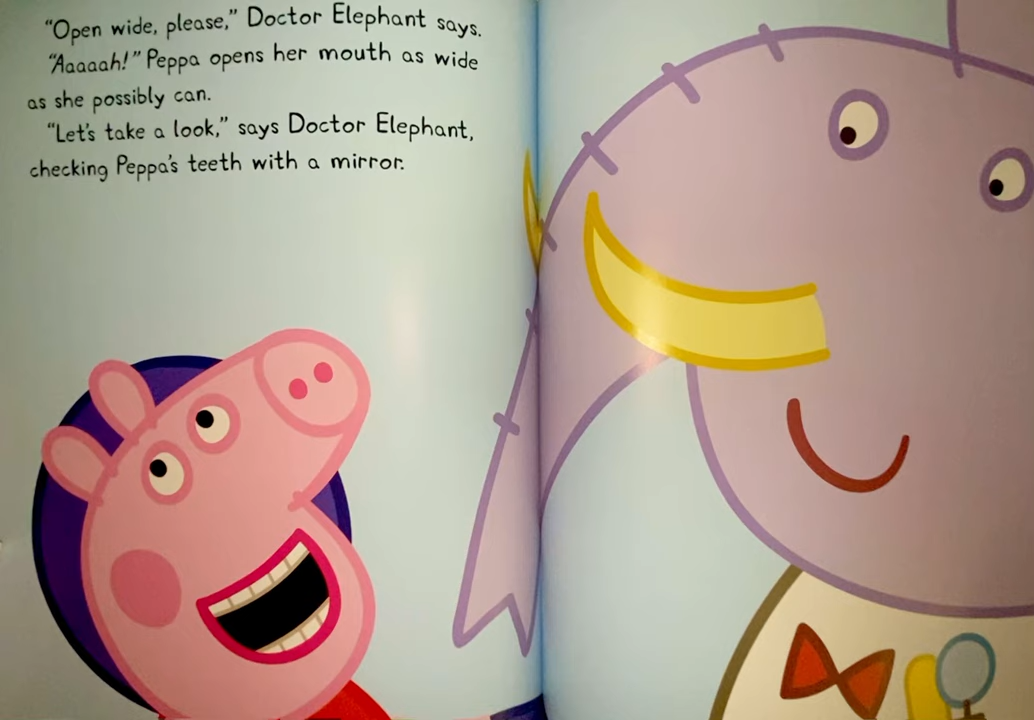 “Open wide, please,” Doctor Elephant says.
“Aaaaah!” Peppa opens her mouth as wide
as she possibly can.
“Let’s take a look,” says Doctor Elephant,
checking Peppa’s teeth with a mirror.